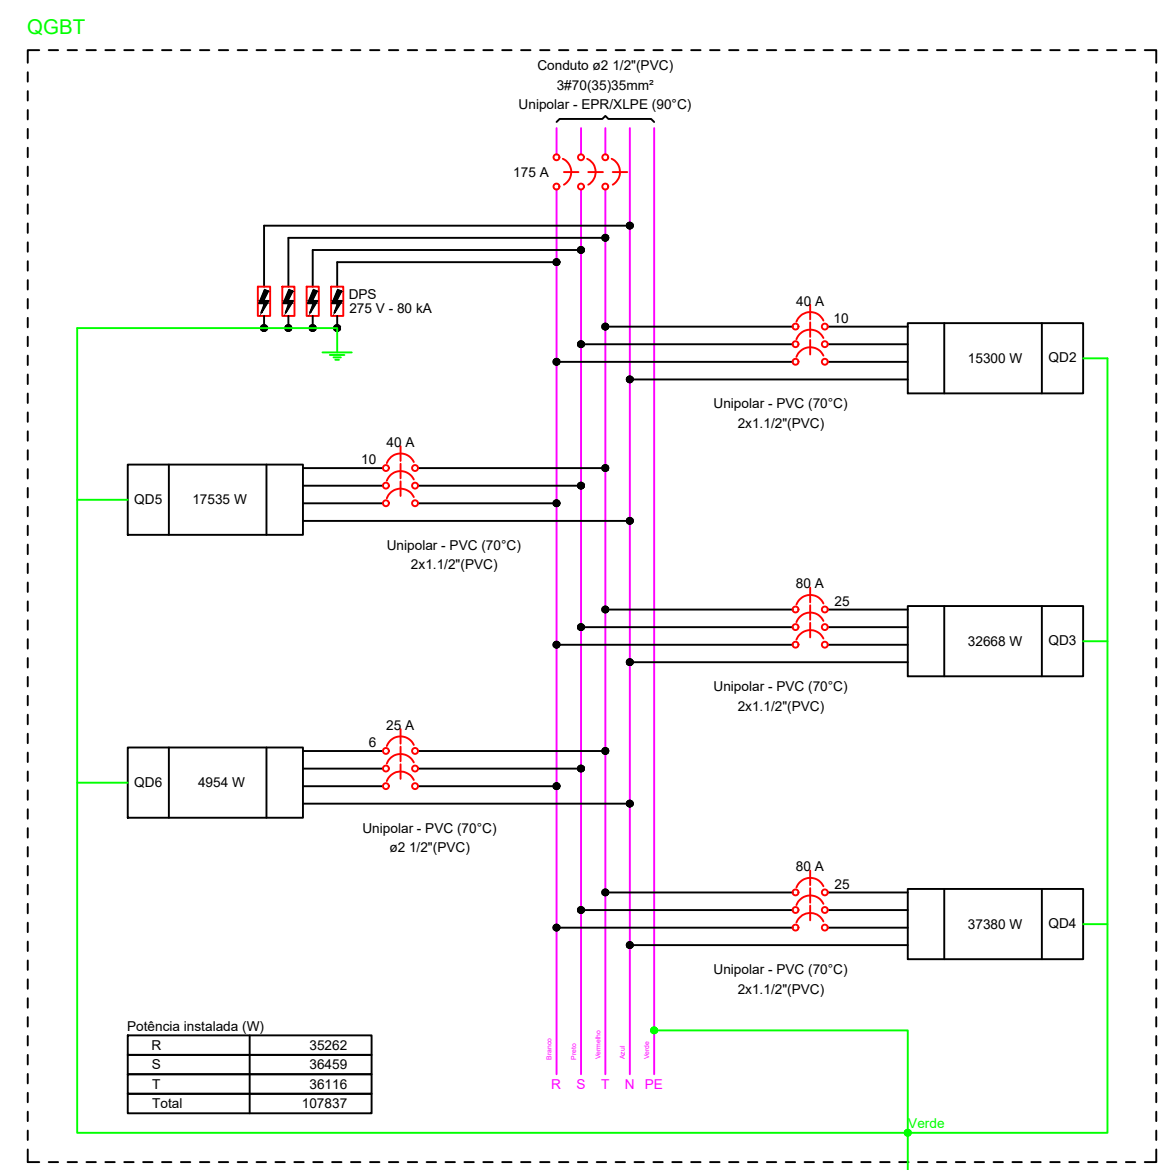 QGBT
Conduto ø2 1/2"(PVC)
3#70(35)35mm²
Unipolar - EPR/XLPE (90°C)
175 A
DPS
275 V - 80 kA
40 A
10
15300 W
QD2
Unipolar - PVC (70°C)
2x1.1/2"(PVC)
40 A
10
QD5
17535 W
Unipolar - PVC (70°C)
2x1.1/2"(PVC)
80 A
25
32668 W
QD3
Unipolar - PVC (70°C)
2x1.1/2"(PVC)
25 A
6
QD6
4954 W
Unipolar - PVC (70°C)
ø2 1/2"(PVC)
80 A
25
37380 W
QD4
Unipolar - PVC (70°C)
2x1.1/2"(PVC)
Potência instalada (W)
R 35262
S 36459
T 36116
Total 107837
Branco
Preto
Vermelho
Azul
Verde
R S T N PE
Verde